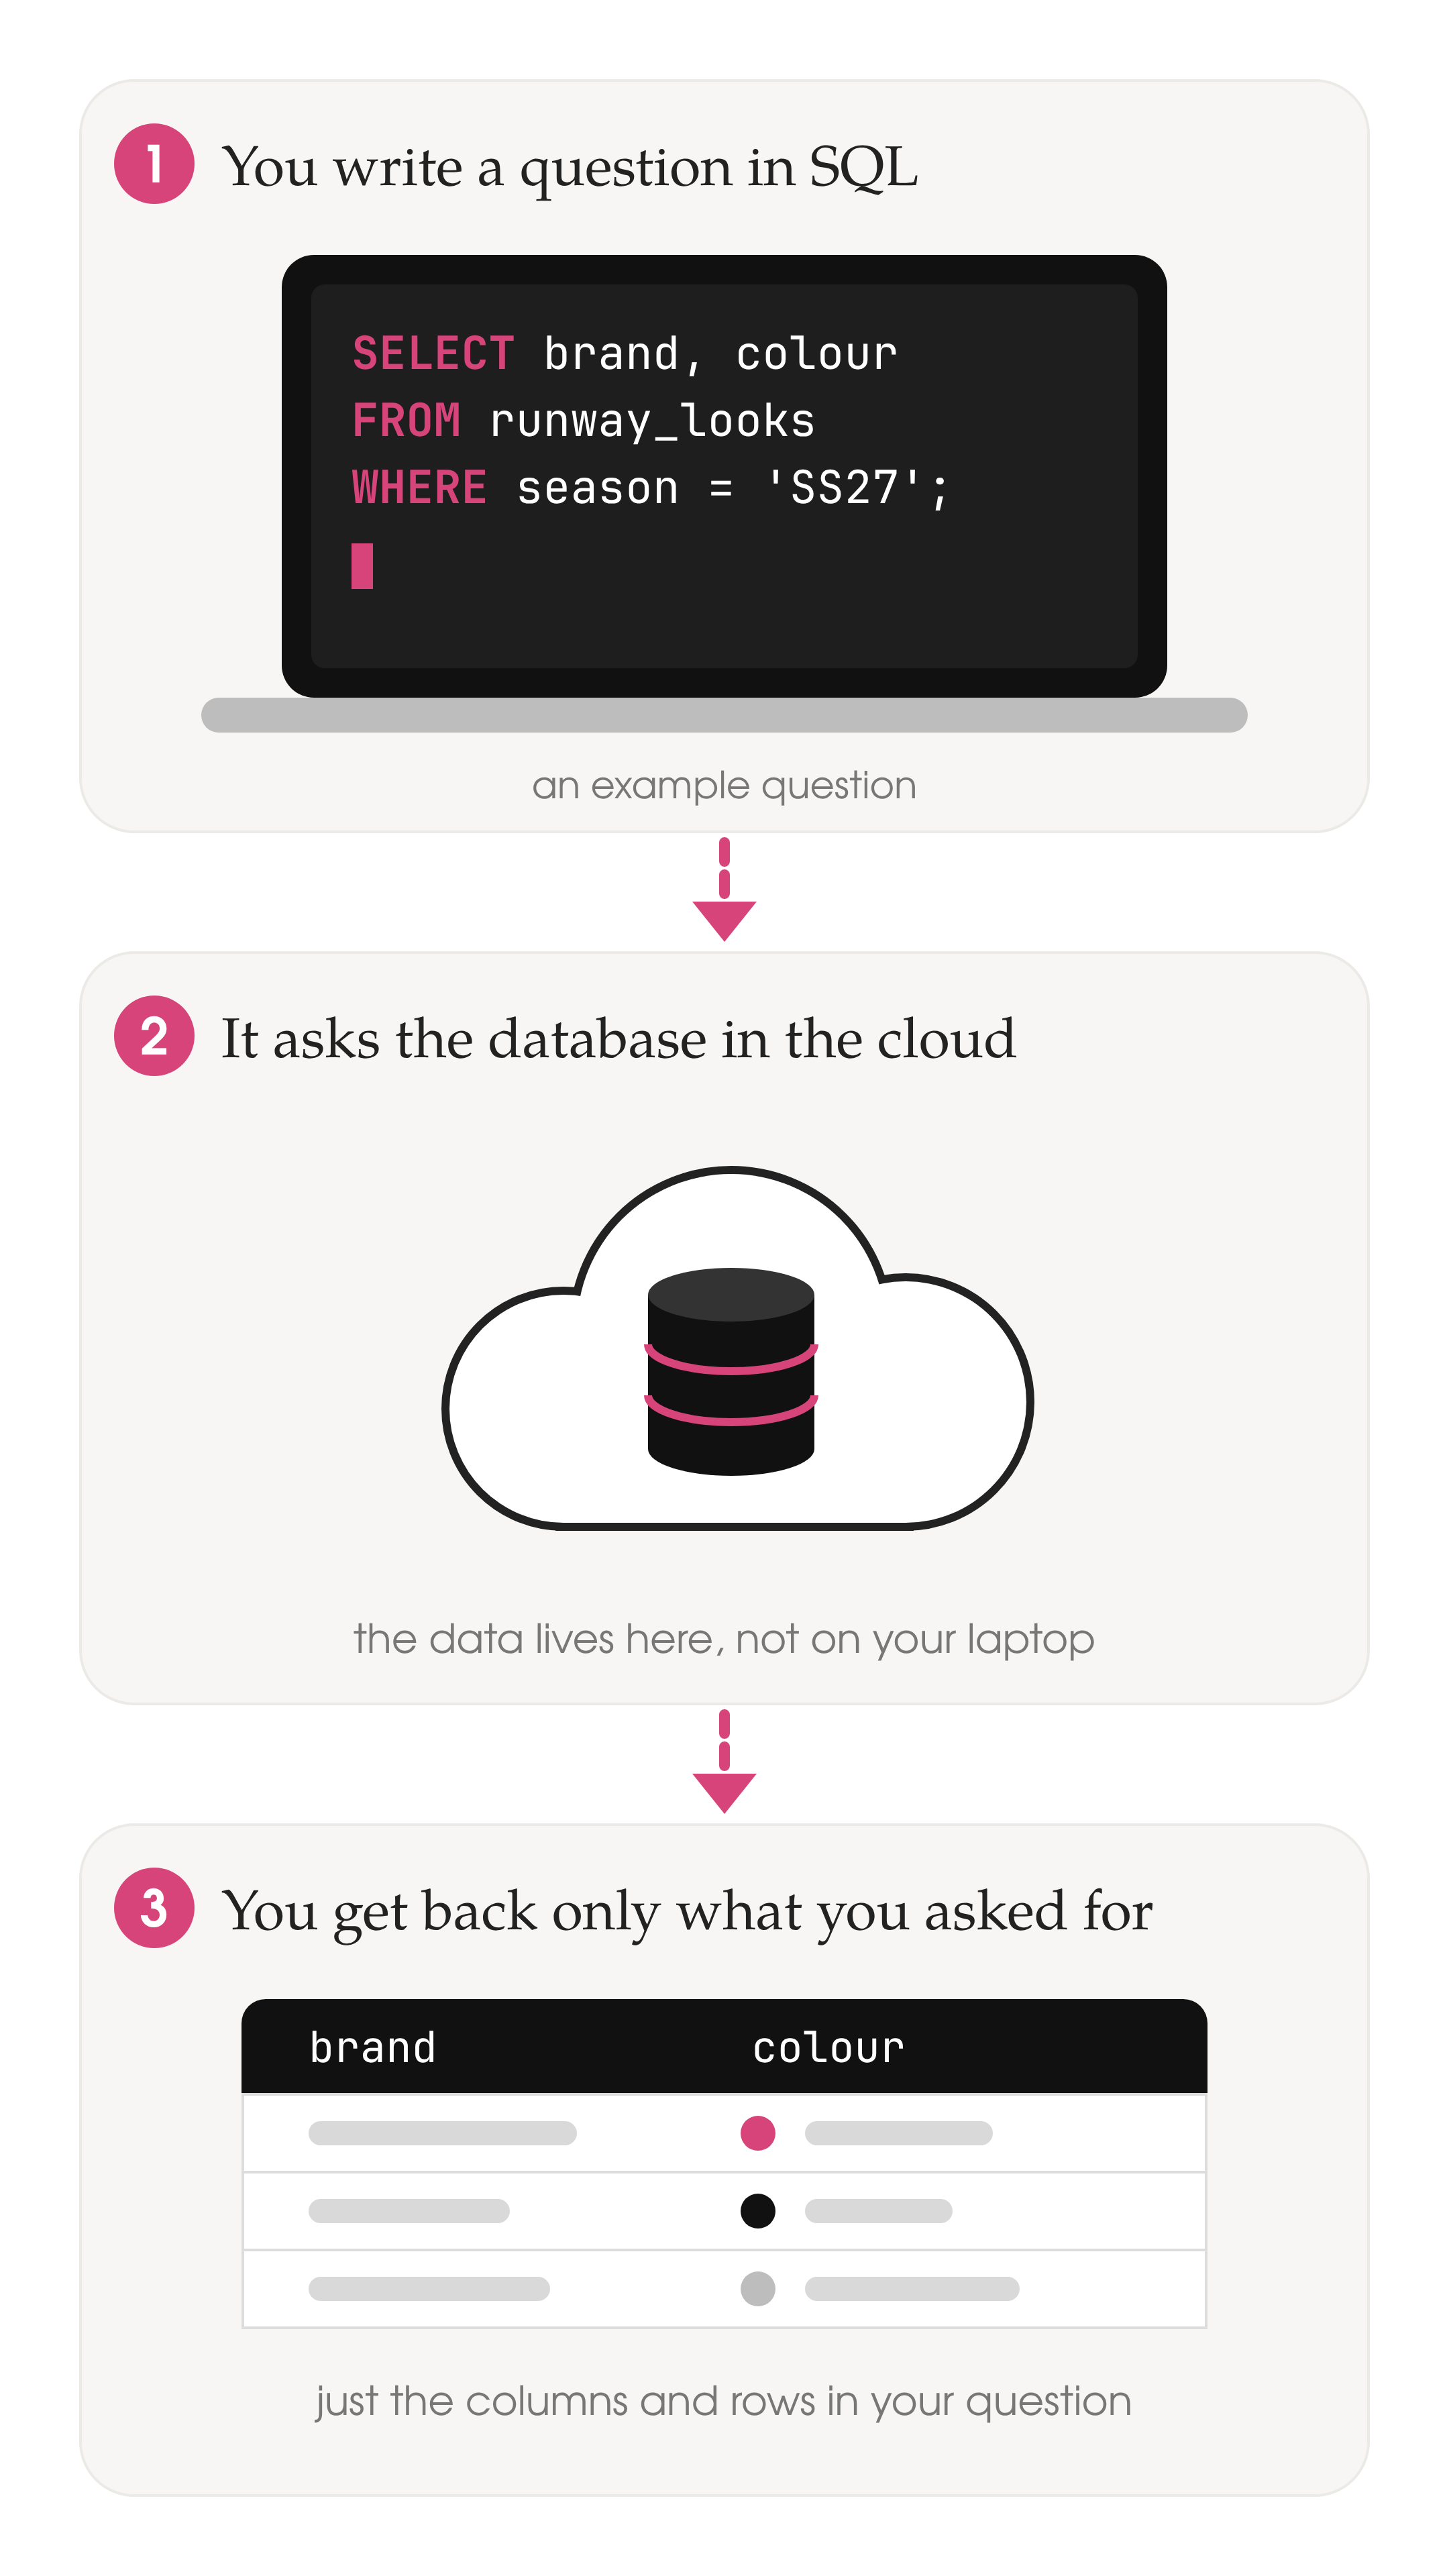 1 You write a question in SQL
SELECT brand, colour
FROM runway_looks
WHERE season = 'SS27';
an example question
2 It asks the database in the cloud
the data lives here, not on your laptop
3 You get back only what you asked for
brand colour
just the columns and rows in your question